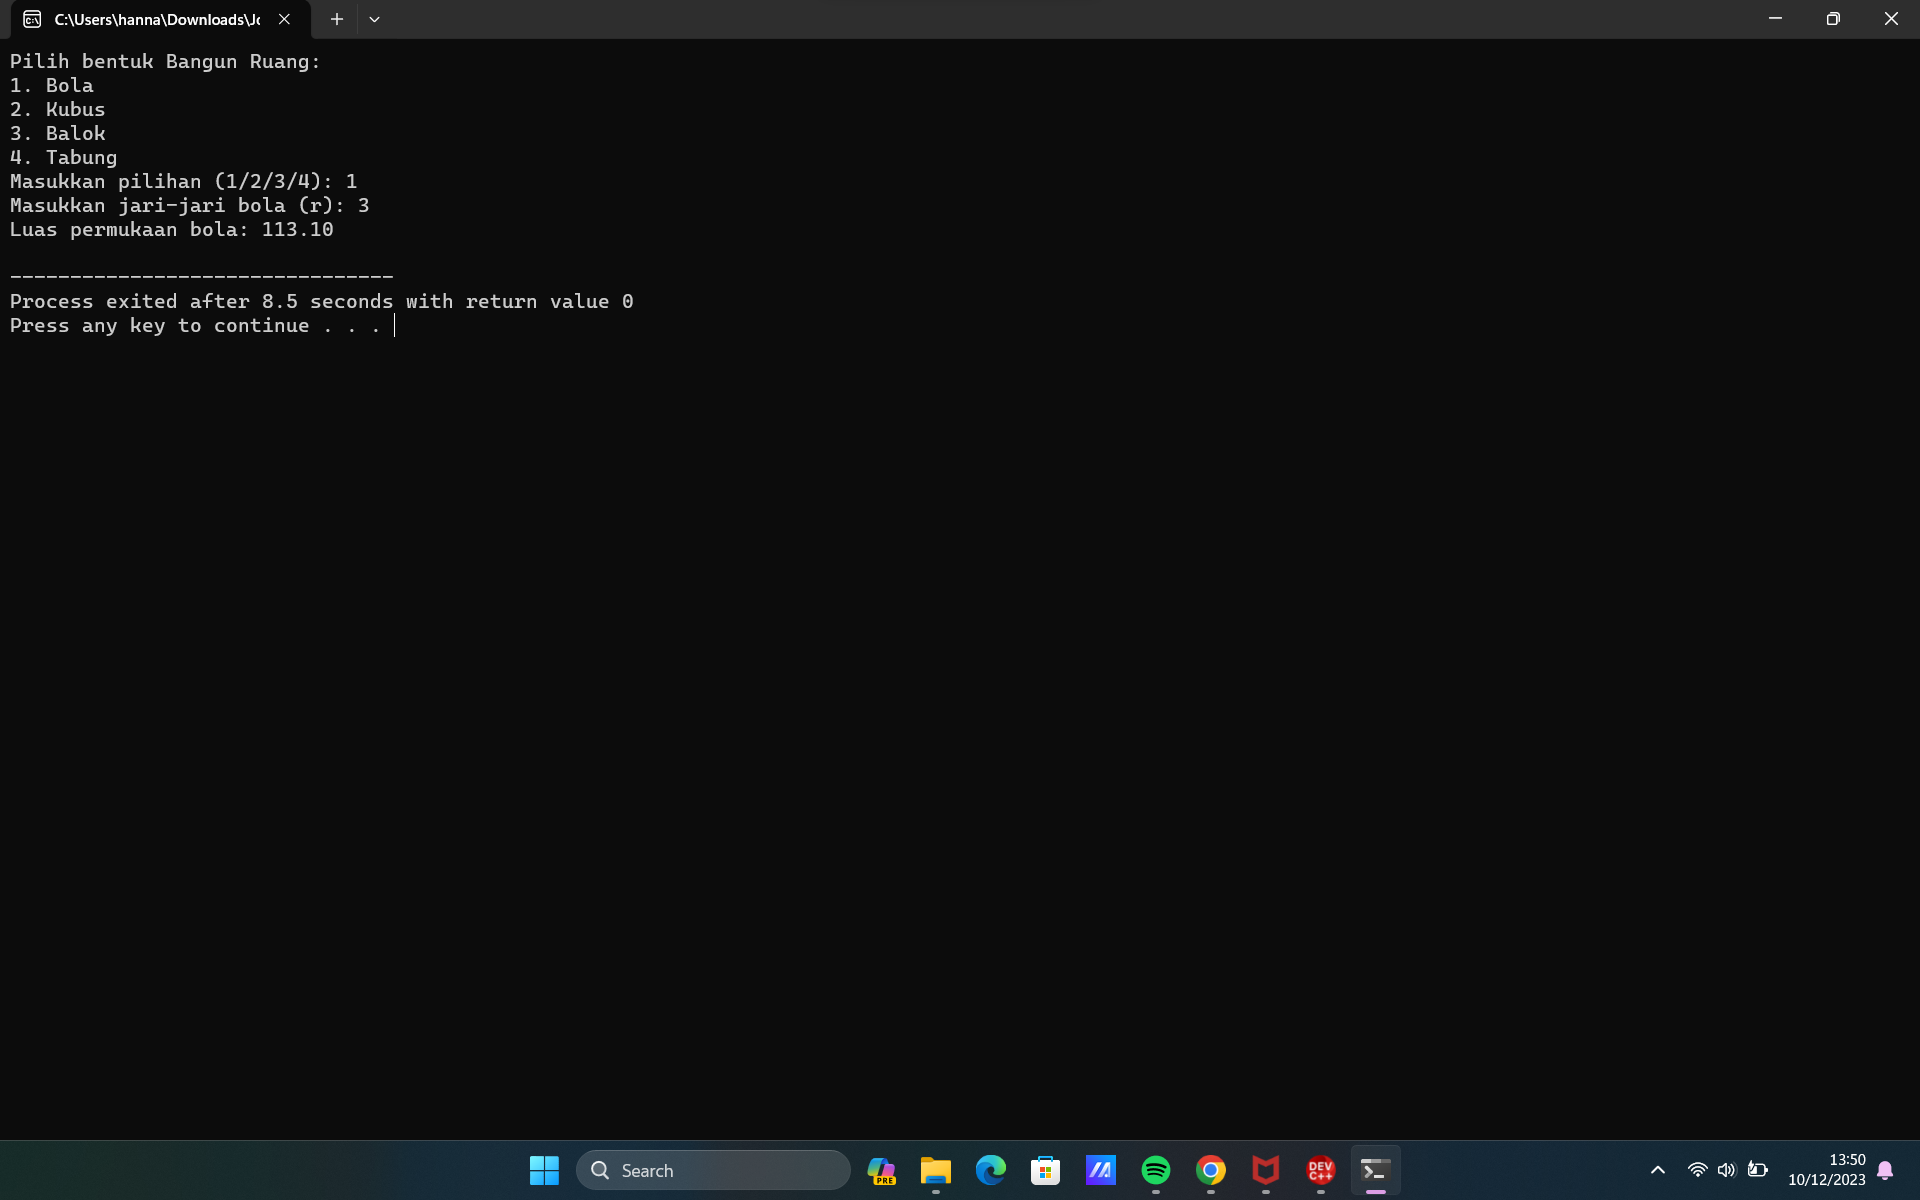 C:\Users\hanna\Downloads\Jo
Pilih bentuk Bangun Ruang:
1. Bola
2. Kubus
3. Balok
4. Tabung
Masukkan pilihan (1/2/3/4): 1
Masukkan jari-jari bola (r): 3
Luas permukaan bola: 113.10
--------------------------------
Process exited after 8.5 seconds with return value 0
Press any key to continue . . .
Search
PRE
DEV
C++
13:50
10/12/2023